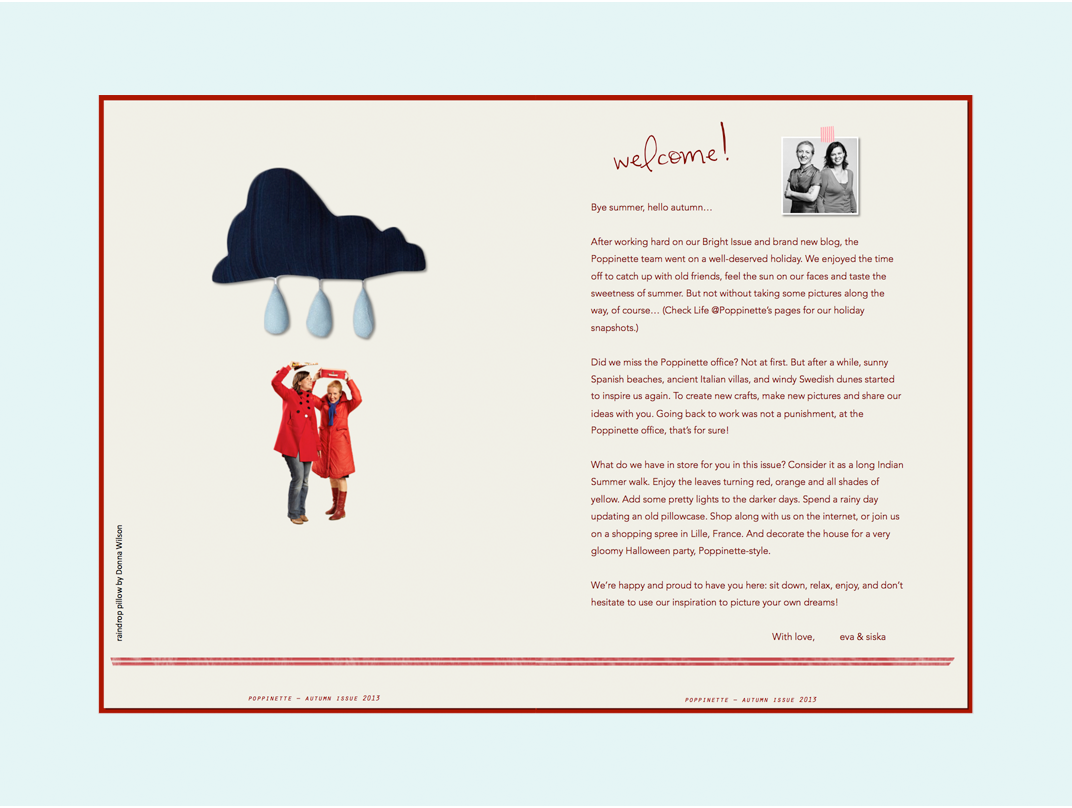 raindrop pillow by Donna Wilson
POPPINETTE – AUTUMN ISSUE 2013
welcome!
Bye summer, hello autumn…
After working hard on our Bright Issue and brand new blog, the
Poppinette team went on a well-deserved holiday. We enjoyed the time
off to catch up with old friends, feel the sun on our faces and taste the
sweetness of summer. But not without taking some pictures along the
way, of course… (Check Life @Poppinette's pages for our holiday
snapshots.)
Did we miss the Poppinette office? Not at first. But after a while, sunny
Spanish beaches, ancient Italian villas, and windy Swedish dunes started
to inspire us again. To create new crafts, make new pictures and share our
ideas with you. Going back to work was not a punishment, at the
Poppinette office, that's for sure!
What do we have in store for you in this issue? Consider it as a long Indian
Summer walk. Enjoy the leaves turning red, orange and all shades of
yellow. Add some pretty lights to the darker days. Spend a rainy day
updating an old pillowcase. Shop along with us on the internet, or join us
on a shopping spree in Lille, France. And decorate the house for a very
gloomy Halloween party, Poppinette-style.
We're happy and proud to have you here: sit down, relax, enjoy, and don't
hesitate to use our inspiration to picture your own dreams!
With love, eva & siska
POPPINETTE – AUTUMN ISSUE 2013